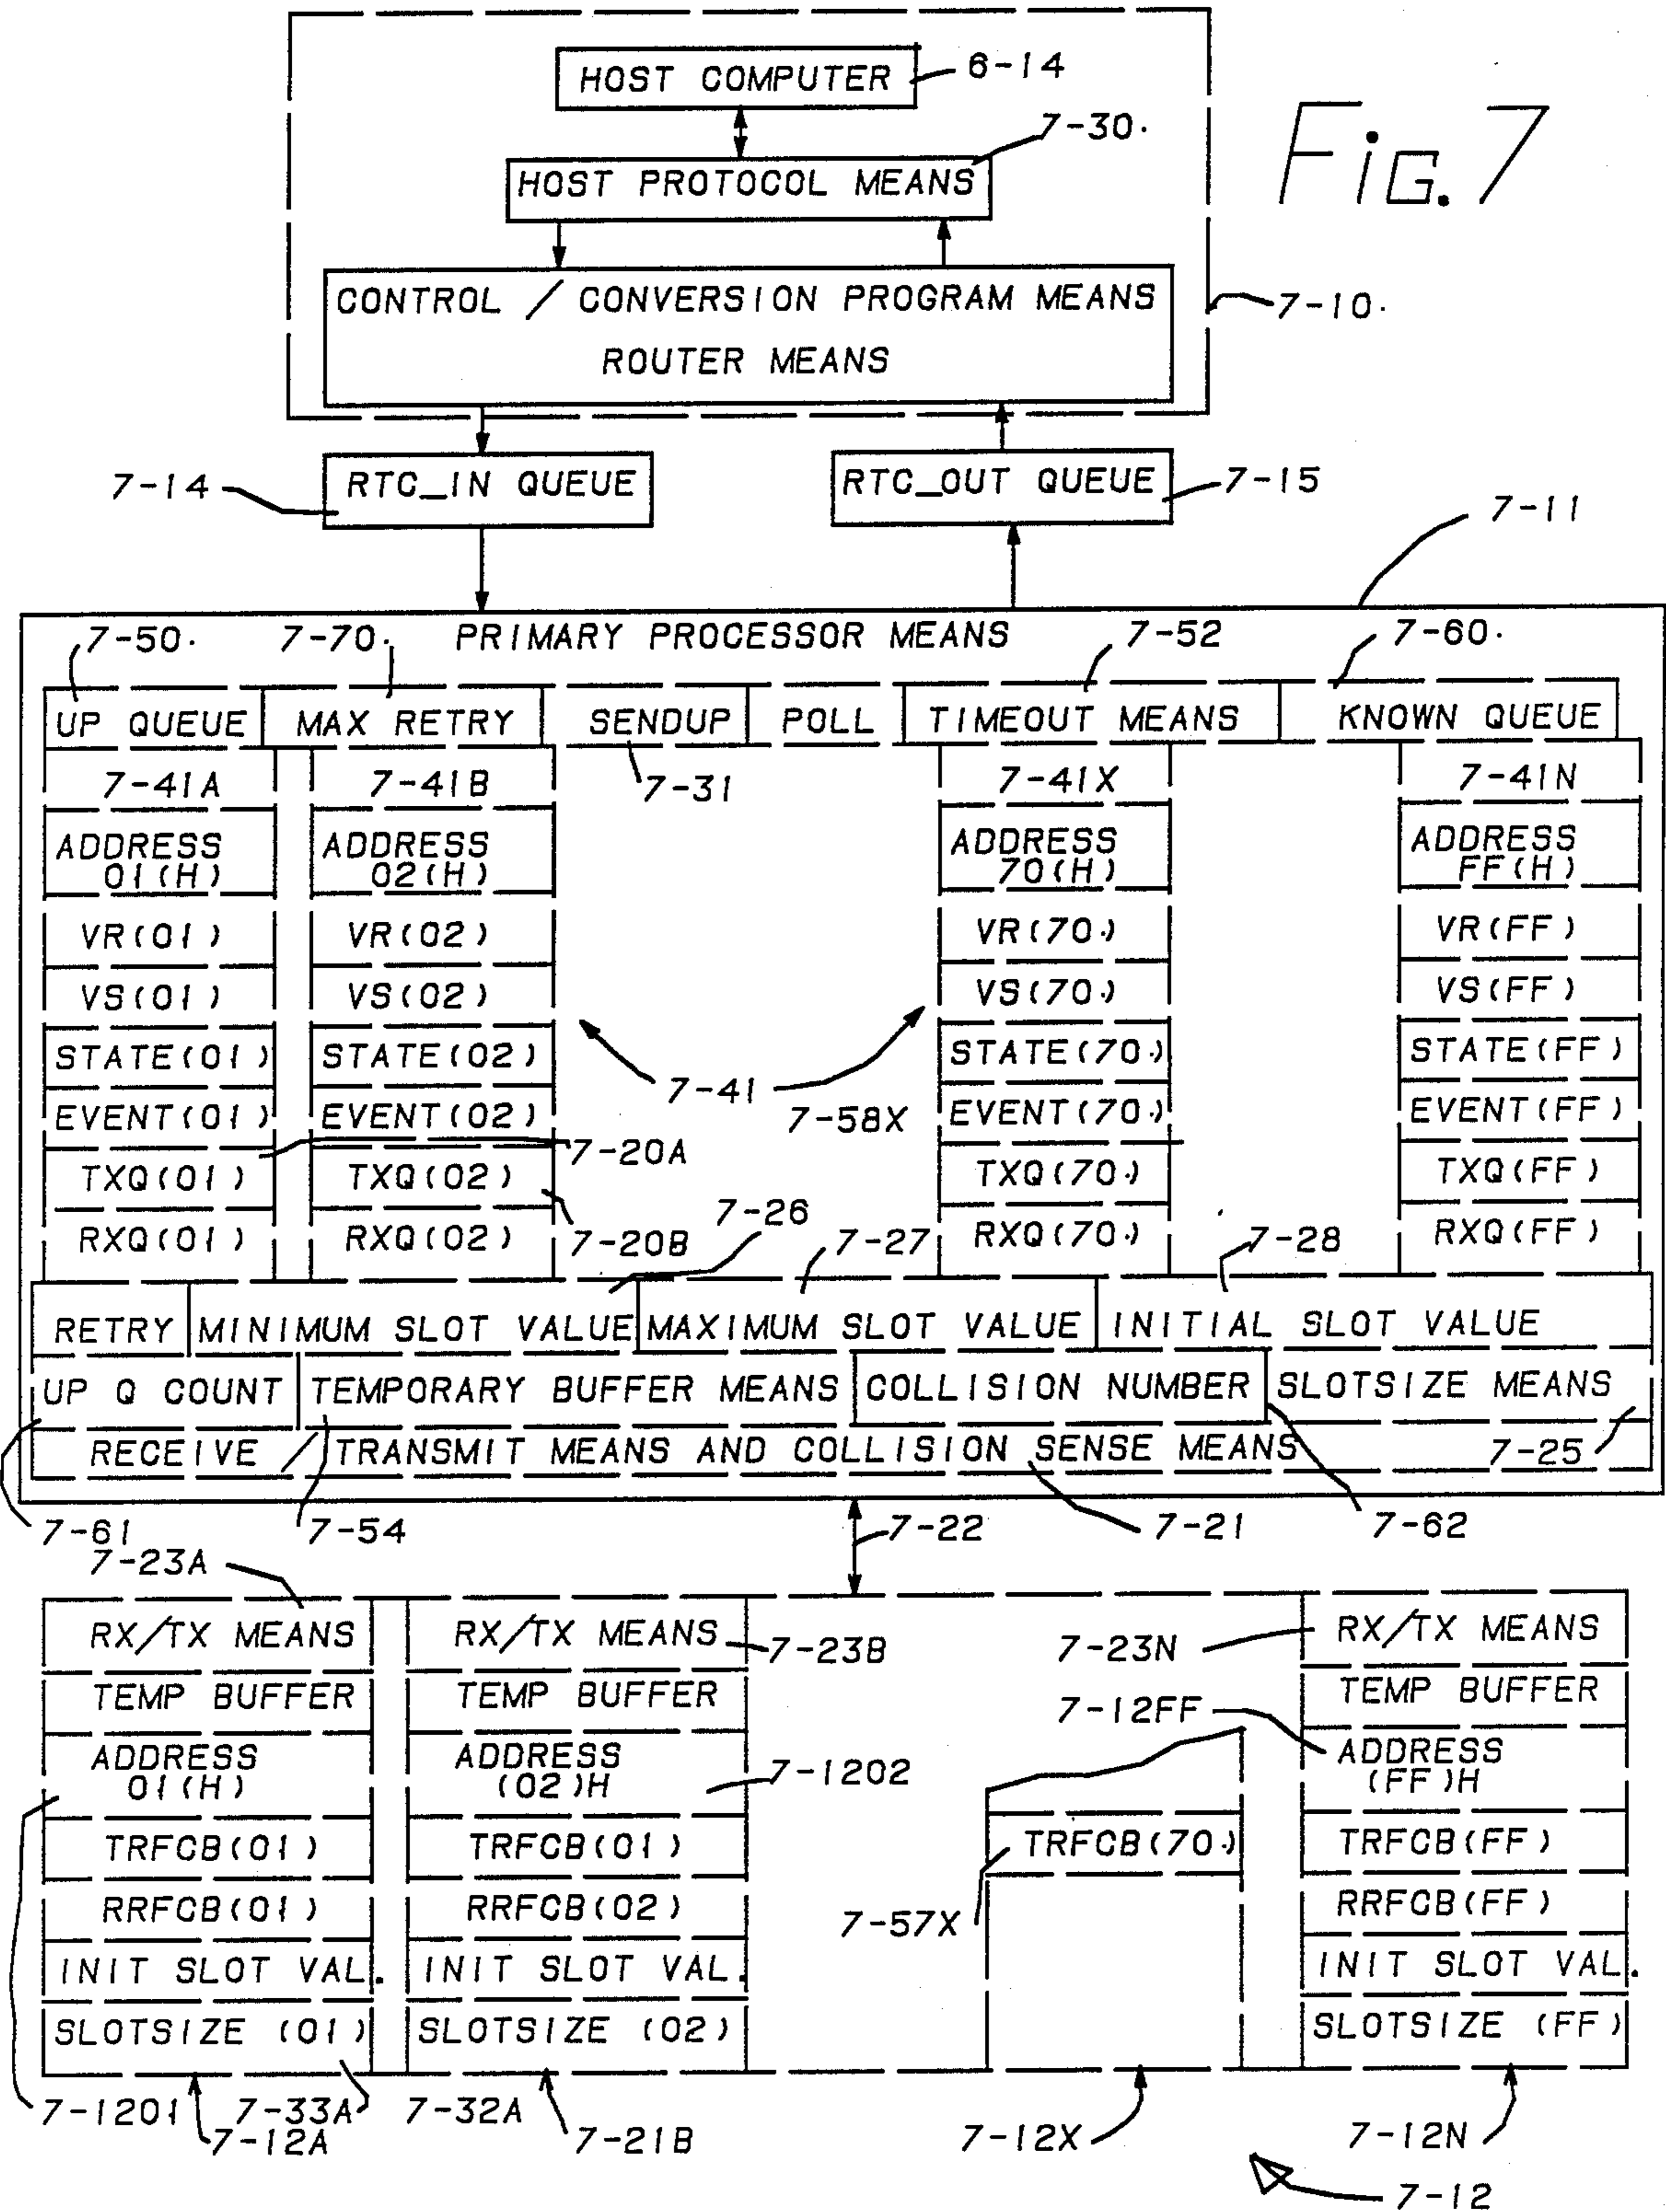 HOST COMPUTER
6-14
Fig. 7
7-30.
HOST PROTOCOL MEANS
CONTROL / CONVERSION PROGRAM MEANS
ROUTER MEANS
7-10.
7-14
RTC_IN QUEUE
RTC_OUT QUEUE
7-15
7-11
7-50.
7-70.
PRIMARY PROCESSOR MEANS
7-52
7-60.
UP QUEUE
MAX RETRY
SENDUP
POLL
TIMEOUT MEANS
KNOWN QUEUE
7-31
7-41A
7-41B
7-41X
7-41N
ADDRESS
01(H)
ADDRESS
02(H)
ADDRESS
70(H)
ADDRESS
FF(H)
VR(01)
VR(02)
VR(70.)
VR(FF)
VS(01)
VS(02)
VS(70.)
VS(FF)
STATE(01)
STATE(02)
STATE(70.)
STATE(FF)
7-41
EVENT(01)
EVENT(02)
7-58X
EVENT(70.)
EVENT(FF)
7-20A
TXQ(01)
TXQ(02)
TXQ(70.)
TXQ(FF)
7-26
RXQ(01)
RXQ(02)
7-20B
7-27
RXQ(70.)
7-28
RXQ(FF)
RETRY
MINIMUM SLOT VALUE
MAXIMUM SLOT VALUE
INITIAL SLOT VALUE
UP Q COUNT
TEMPORARY BUFFER MEANS
COLLISION NUMBER
SLOTSIZE MEANS
RECEIVE / TRANSMIT MEANS AND COLLISION SENSE MEANS
7-25
7-61
7-54
7-22
7-21
7-62
7-23A
RX/TX MEANS
RX/TX MEANS
7-23B
7-23N
RX/TX MEANS
TEMP BUFFER
TEMP BUFFER
7-12FF
TEMP BUFFER
ADDRESS
01(H)
ADDRESS
(02)H
7-1202
ADDRESS
(FF)H
TRFCB(01)
TRFCB(01)
TRFCB(70.)
TRFCB(FF)
RRFCB(01)
RRFCB(02)
7-57X
RRFCB(FF)
INIT SLOT VAL.
INIT SLOT VAL.
INIT SLOT VAL.
SLOTSIZE (01)
SLOTSIZE (02)
SLOTSIZE (FF)
7-1201
7-33A
7-32A
7-12A
7-21B
7-12X
7-12N
7-12